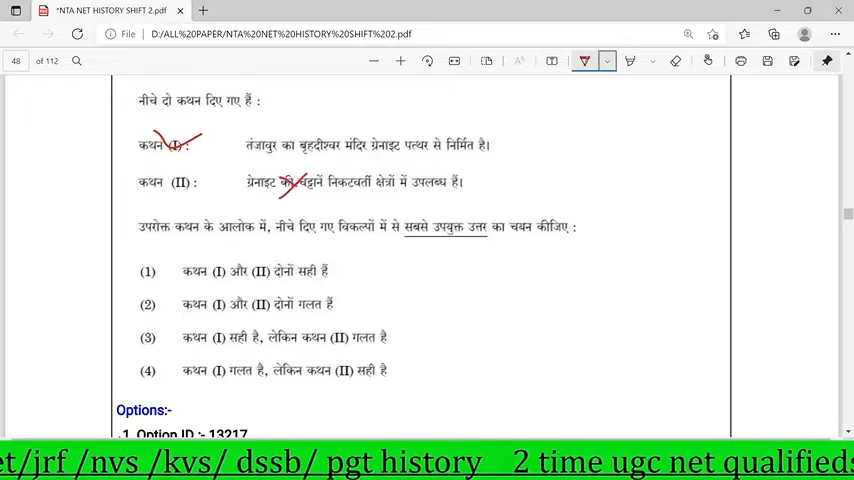 *NTA NET HISTORY SHIFT 2.pdf
File
D:/ALL%20PAPER/NTA%20NET%20HISTORY%20SHIFT%202.pdf
48 of 112
नीचे दो कथन दिए गए हैं :
कथन (I): तंजावुर का बृहदीश्वर मंदिर ग्रेनाइट पत्थर से निर्मित है।
कथन (II) : ग्रेनाइट की चट्टानें निकटवर्ती क्षेत्रों में उपलब्ध हैं।
उपरोक्त कथन के आलोक में, नीचे दिए गए विकल्पों में से सबसे उपयुक्त उत्तर का चयन कीजिए :
(1) कथन (I) और (II) दोनों सही हैं
(2) कथन (I) और (II) दोनों गलत हैं
(3) कथन (I) सही है, लेकिन कथन (II) गलत है
(4) कथन (I) गलत है, लेकिन कथन (II) सही है
Options:-
1. Option ID :- 13217
et/jrf /nvs /kvs/ dssb/ pgt history 2 time ugc net qualifieds